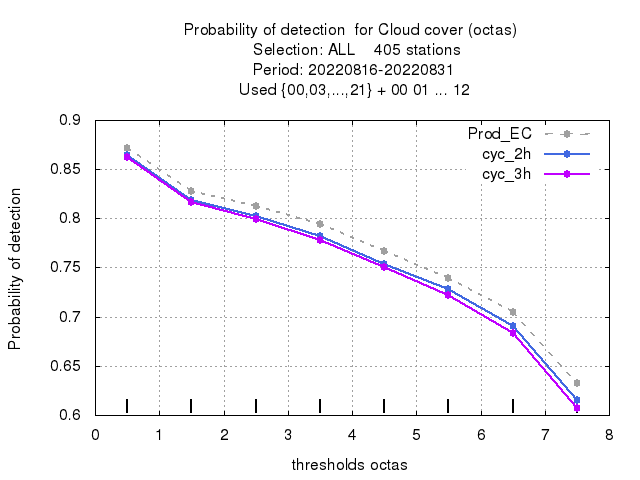 Probability of detection  for Cloud cover (octas)
Selection: ALL    405 stations
Period: 20220816-20220831
Used {00,03,...,21} + 00 01 ... 12
Prod_EC
cyc_2h
cyc_3h
0.9
0.85
0.8
0.75
0.7
0.65
0.6
Probability of detection
0 1 2 3 4 5 6 7 8
thresholds octas